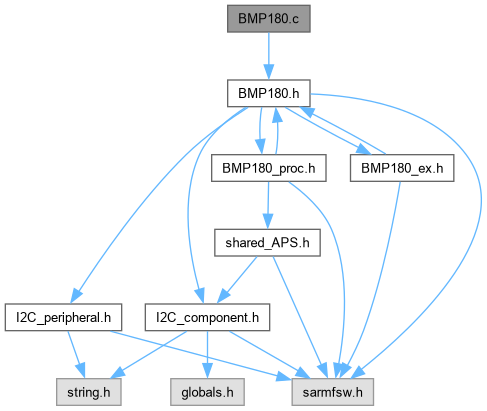 BMP180.c
BMP180.h
BMP180_proc.h
BMP180_ex.h
shared_APS.h
I2C_peripheral.h
I2C_component.h
string.h
globals.h
sarmfsw.h